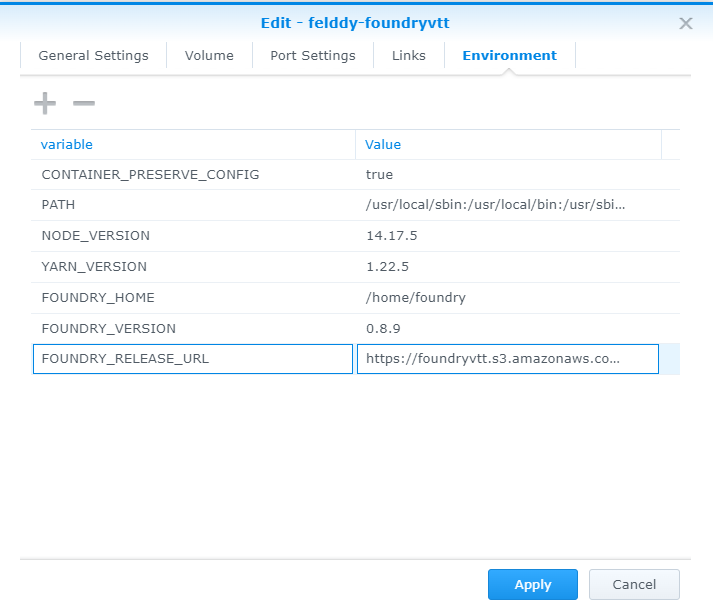 Edit - felddy-foundryvtt
General Settings Volume Port Settings Links Environment
variable Value
CONTAINER_PRESERVE_CONFIG true
PATH /usr/local/sbin:/usr/local/bin:/usr/sbi...
NODE_VERSION 14.17.5
YARN_VERSION 1.22.5
FOUNDRY_HOME /home/foundry
FOUNDRY_VERSION 0.8.9
FOUNDRY_RELEASE_URL https://foundryvtt.s3.amazonaws.co...
Apply Cancel